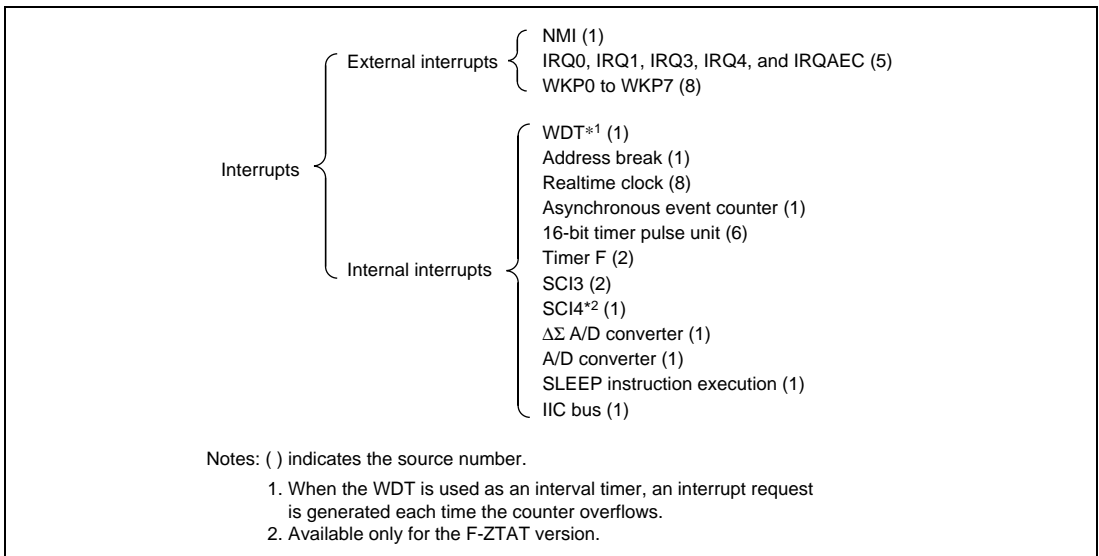 Interrupts
External interrupts
NMI (1)
IRQ0, IRQ1, IRQ3, IRQ4, and IRQAEC (5)
WKP0 to WKP7 (8)
Internal interrupts
WDT*1 (1)
Address break (1)
Realtime clock (8)
Asynchronous event counter (1)
16-bit timer pulse unit (6)
Timer F (2)
SCI3 (2)
SCI4*2 (1)
ΔΣ A/D converter (1)
A/D converter (1)
SLEEP instruction execution (1)
IIC bus (1)
Notes: ( ) indicates the source number.
1. When the WDT is used as an interval timer, an interrupt request
is generated each time the counter overflows.
2. Available only for the F-ZTAT version.